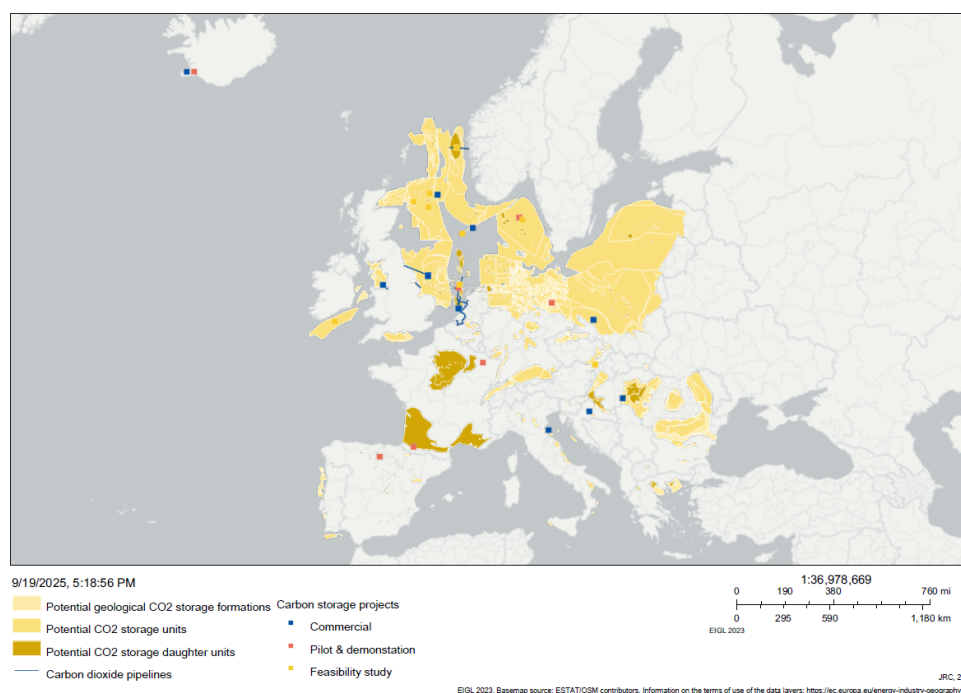 9/19/2025, 5:18:56 PM
Potential geological CO2 storage formations
Potential CO2 storage units
Potential CO2 storage daughter units
Carbon dioxide pipelines
Carbon storage projects
Commercial
Pilot & demonstation
Feasibility study
1:36,978,669
0 190 380 760 mi
0 295 590 1,180 km
EIGL 2023
JRC, 2
EIGL 2023. Basemap source: ESTAT/OSM contributors. Information on the terms of use of the data layers: https://ec.europa.eu/energy-industry-geography